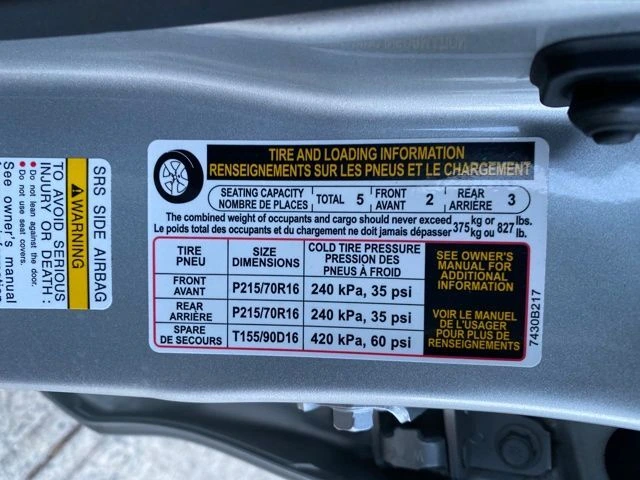 TIRE AND LOADING INFORMATION
RENSEIGNEMENTS SUR LES PNEUS ET LE CHARGEMENT
SEATING CAPACITY
NOMBRE DE PLACES
TOTAL 5
FRONT
AVANT
2
REAR
ARRIÈRE
3
The combined weight of occupants and cargo should never exceed
Le poids total des occupants et du chargement ne doit jamais dépasser
375 kg or 827 lbs.
kg ou lb.
TIRE
PNEU
SIZE
DIMENSIONS
COLD TIRE PRESSURE
PRESSION DES
PNEUS À FROID
FRONT
AVANT
P215/70R16
240 kPa, 35 psi
REAR
ARRIÈRE
P215/70R16
240 kPa, 35 psi
SPARE
DE SECOURS
T155/90D16
420 kPa, 60 psi
SEE OWNER'S
MANUAL FOR
ADDITIONAL
INFORMATION
VOIR LE MANUEL
DE L'USAGER
POUR PLUS DE
RENSEIGNEMENTS
7430B217
SRS SIDE AIRBAG
WARNING
TO AVOID SERIOUS
INJURY OR DEATH :
• Do not lean against the door.
• Do not use seat covers.
See owner's manual